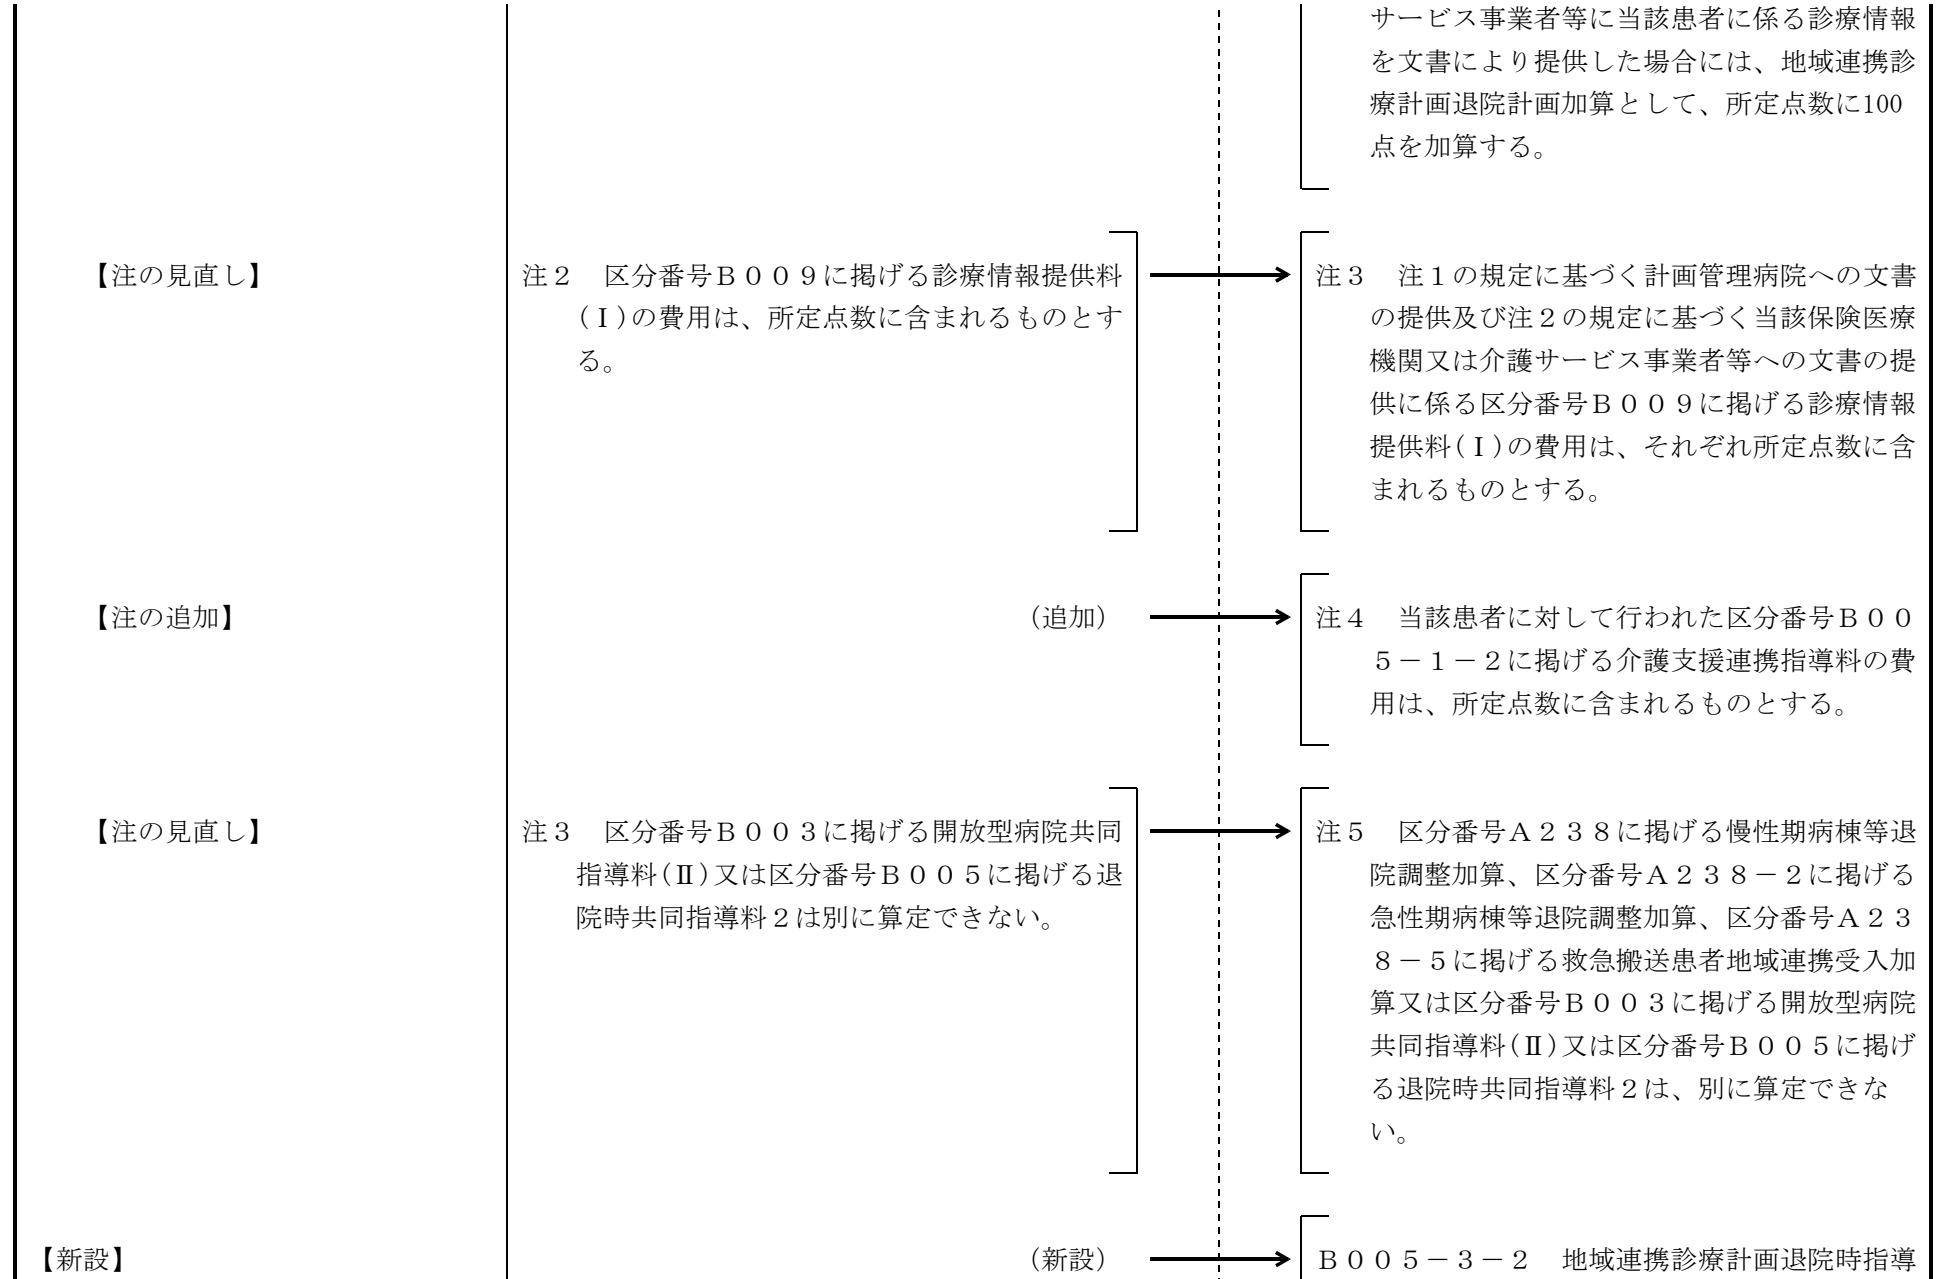 サービス事業者等に当該患者に係る診療情報
を文書により提供した場合には、地域連携診
療計画退院計画加算として、所定点数に100
点を加算する。
【注の見直し】
注２　区分番号Ｂ００９に掲げる診療情報提供料
(Ⅰ)の費用は、所定点数に含まれるものとす
る。
注３　注１の規定に基づく計画管理病院への文書
の提供及び注２の規定に基づく当該保険医療
機関又は介護サービス事業者等への文書の提
供に係る区分番号Ｂ００９に掲げる診療情報
提供料(Ⅰ)の費用は、それぞれ所定点数に含
まれるものとする。
【注の追加】
（追加）
注４　当該患者に対して行われた区分番号Ｂ００
５－１－２に掲げる介護支援連携指導料の費
用は、所定点数に含まれるものとする。
【注の見直し】
注３　区分番号Ｂ００３に掲げる開放型病院共同
指導料(Ⅱ)又は区分番号Ｂ００５に掲げる退
院時共同指導料２は別に算定できない。
注５　区分番号Ａ２３８に掲げる慢性期病棟等退
院調整加算、区分番号Ａ２３８－２に掲げる
急性期病棟等退院調整加算、区分番号Ａ２３
８－５に掲げる救急搬送患者地域連携受入加
算又は区分番号Ｂ００３に掲げる開放型病院
共同指導料(Ⅱ)又は区分番号Ｂ００５に掲げ
る退院時共同指導料２は、別に算定できな
い。
【新設】
（新設）
Ｂ００５－３－２　地域連携診療計画退院時指導